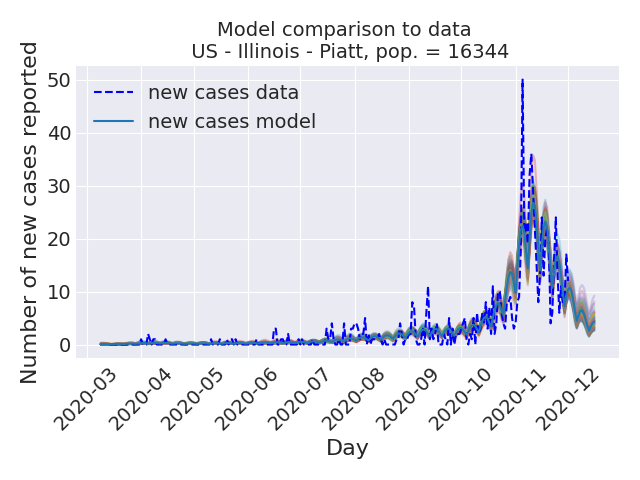 Model comparison to data
US - Illinois - Piatt, pop. = 16344
Number of new cases reported
50
40
30
20
10
0
new cases data
new cases model
2020-03
2020-04
2020-05
2020-06
2020-07
2020-08
2020-09
2020-10
2020-11
2020-12
Day